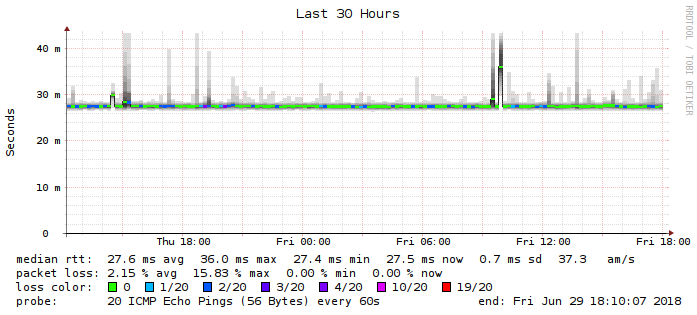 Last 30 Hours
RRDTOOL / TOBI OETIKER
Seconds
40 m
30 m
20 m
10 m
0
Thu 18:00 Fri 00:00 Fri 06:00 Fri 12:00 Fri 18:00
median rtt: 27.6 ms avg 36.0 ms max 27.4 ms min 27.5 ms now 0.7 ms sd 37.3 am/s
packet loss: 2.15 % avg 15.83 % max 0.00 % min 0.00 % now
loss color: 0 1/20 2/20 3/20 4/20 10/20 19/20
probe: 20 ICMP Echo Pings (56 Bytes) every 60s end: Fri Jun 29 18:10:07 2018